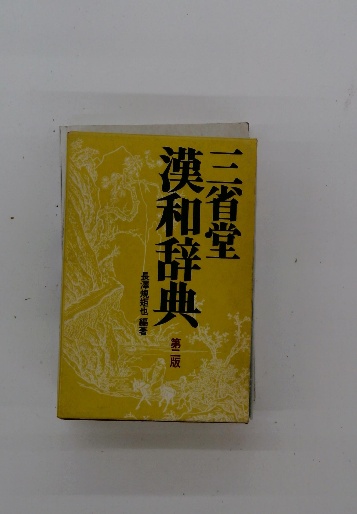 三省堂
漢和辞典
第二版
長澤規矩也 編著